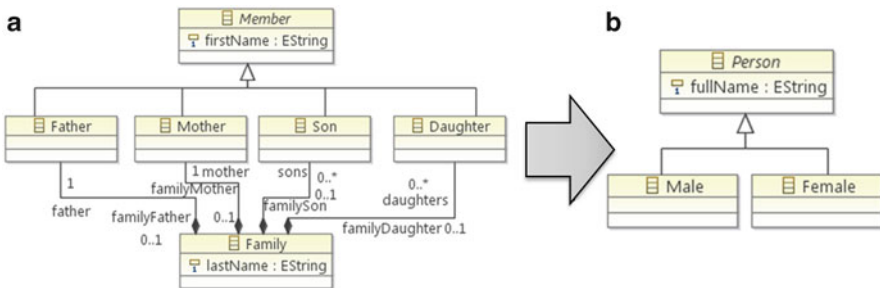 a
Member
firstName : EString
Father
Mother
Son
Daughter
1
father
1 mother
familyMother
sons
0..*
0..1
familySon
0..*
daughters
familyFather
0..1
0..1
familyDaughter 0..1
Family
lastName : EString
b
Person
fullName : EString
Male
Female